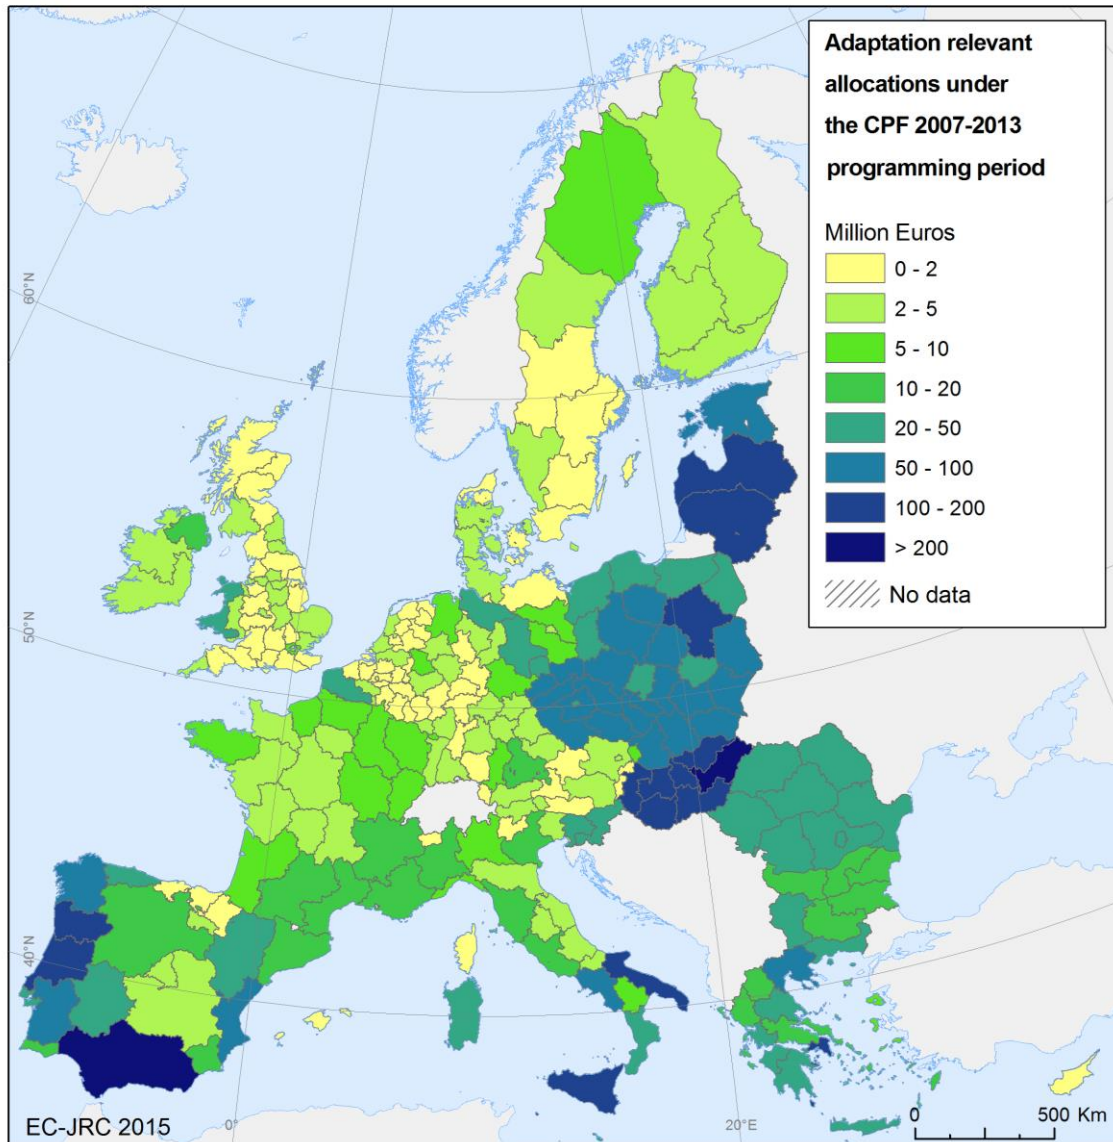 Adaptation relevant
allocations under
the CPF 2007-2013
programming period
Million Euros
0 - 2
2 - 5
5 - 10
10 - 20
20 - 50
50 - 100
100 - 200
> 200
No data
60°N
50°N
40°N
0°
20°E
0 500 Km
EC-JRC 2015